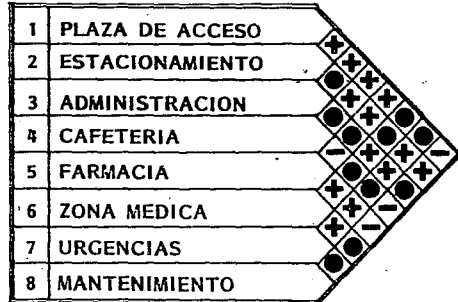 1 PLAZA DE ACCESO
2 ESTACIONAMIENTO
3 ADMINISTRACION
4 CAFETERIA
5 FARMACIA
6 ZONA MEDICA
7 URGENCIAS
8 MANTENIMIENTO